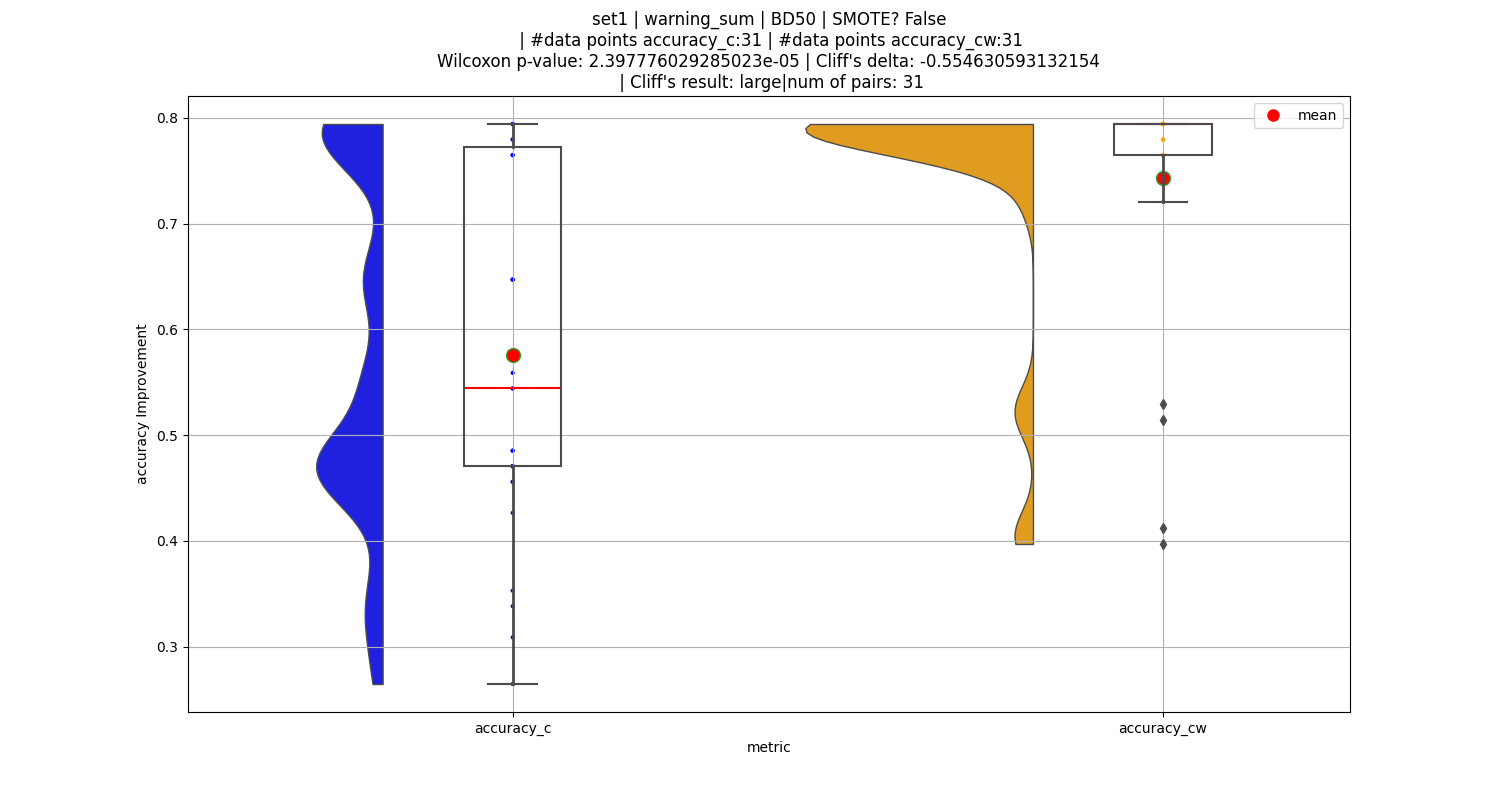 set1 | warning_sum | BD50 | SMOTE? False
| #data points accuracy_c:31 | #data points accuracy_cw:31
Wilcoxon p-value: 2.397776029285023e-05 | Cliff's delta: -0.554630593132154
| Cliff's result: large|num of pairs: 31
mean
0.8
0.7
0.6
0.5
0.4
0.3
accuracy Improvement
accuracy_c
accuracy_cw
metric